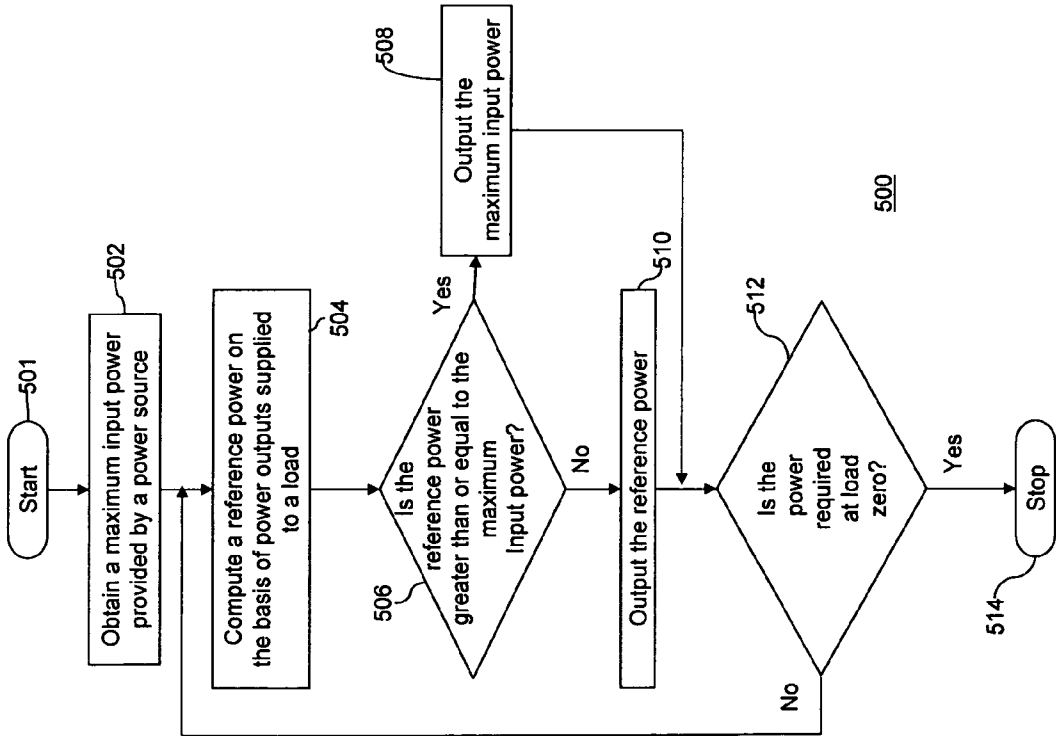 Start
501
Obtain a maximum input power
provided by a power source
502
Compute a reference power on
the basis of power outputs supplied
to a load
504
Is the
reference power
greater than or equal to the
maximum
Input power?
506
Yes
Output the
maximum input power
508
No
Output the reference power
510
Is the
power
required
at load
zero?
512
No
Yes
Stop
514
500